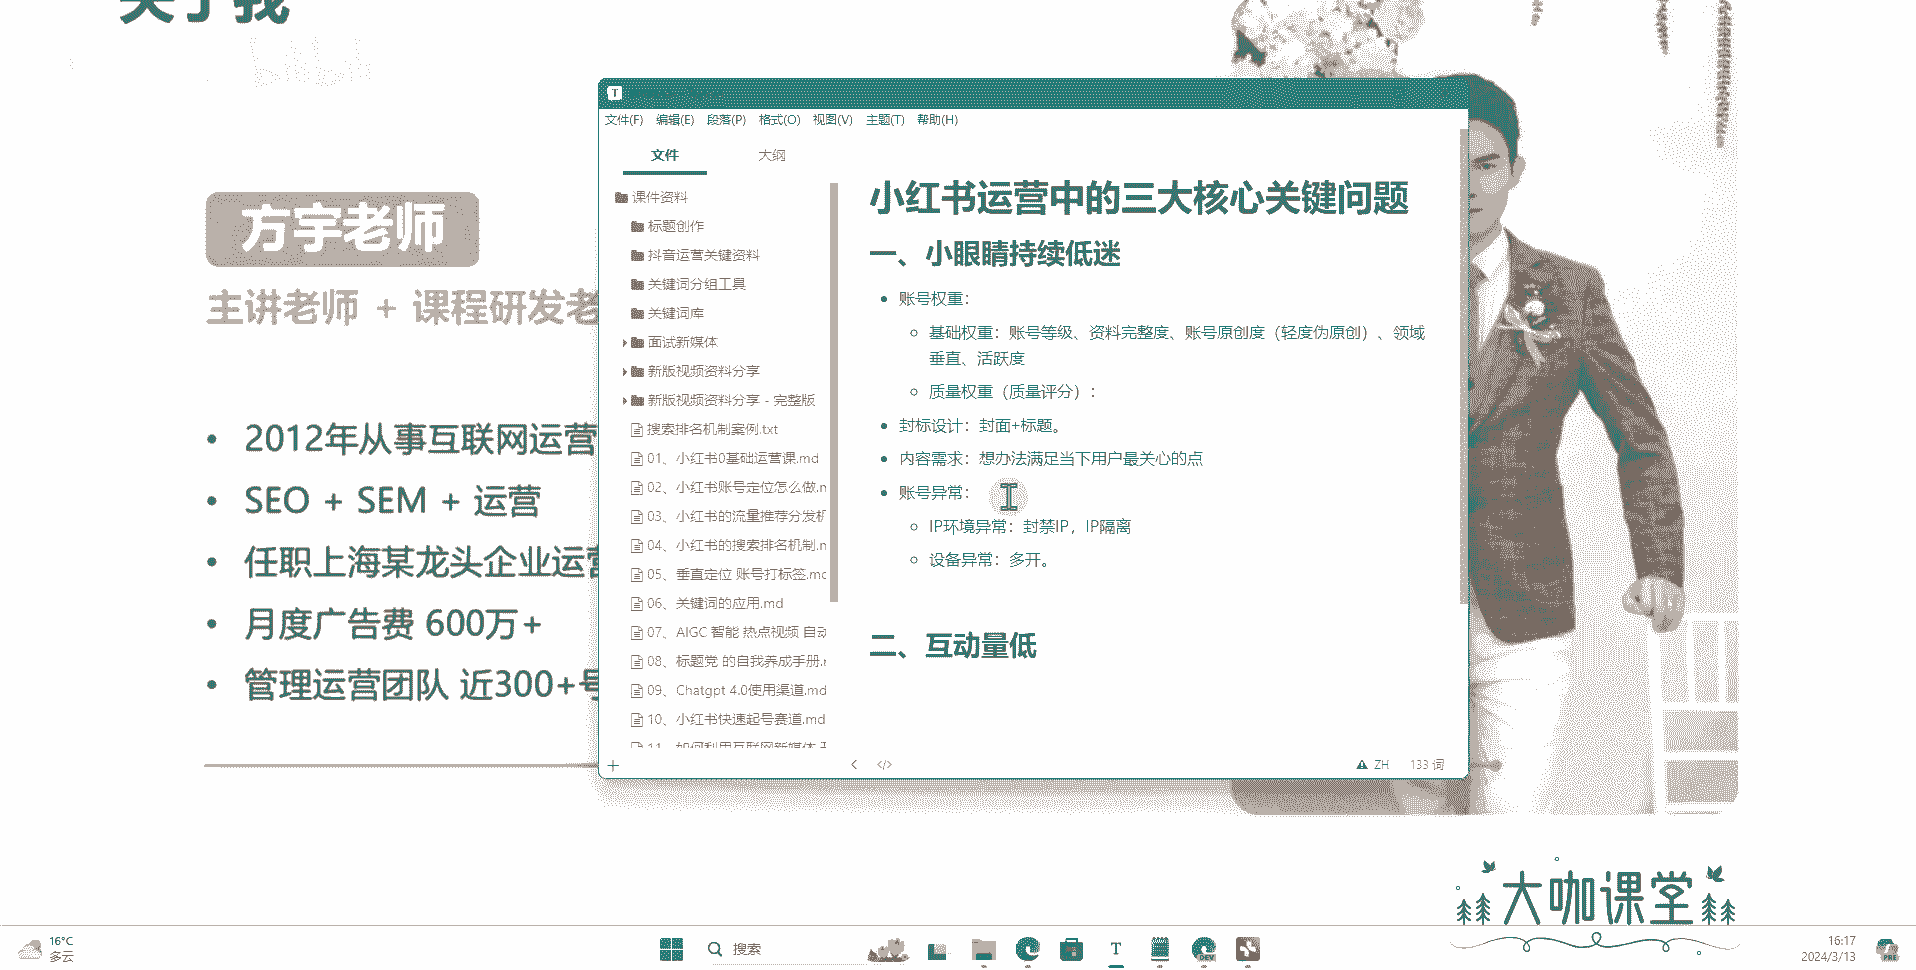 关于我
bilibili
方宇老师
主讲老师 + 课程研发老
2012年从事互联网运营
SEO + SEM + 运营
任职上海某龙头企业运营
月度广告费 600万+
管理运营团队 近300+号
T
文件(F) 编辑(E) 段落(P) 格式(O) 视图(V) 主题(T) 帮助(H)
文件 大纲
课件资料
标题创作
抖音运营关键资料
关键词分组工具
关键词库
面试新媒体
新版视频资料分享
新版视频资料分享 - 完整版
搜索排名机制案例.txt
01、小红书0基础运营课.md
02、小红书账号定位怎么做.m
03、小红书的流量推荐分发机
04、小红书的搜索排名机制.m
05、垂直定位 账号打标签.md
06、关键词的应用.md
07、AIGC 智能 热点视频 自动
08、标题党 的自我养成手册.m
09、Chatgpt 4.0使用渠道.md
10、小红书快速起号赛道.md
11、如何利用互联网新媒体
小红书运营中的三大核心关键问题
一、小眼睛持续低迷
账号权重：
基础权重：账号等级、资料完整度、账号原创度（轻度伪原创）、领域
垂直、活跃度
质量权重（质量评分）：
封标设计：封面+标题。
内容需求：想办法满足当下用户最关心的点
账号异常：
IP环境异常：封禁IP，IP隔离
设备异常：多开。
二、互动量低
ZH 133 词
大咖课堂
16°C
多云
搜索
T
DEV
16:17
2024/3/13
PRE